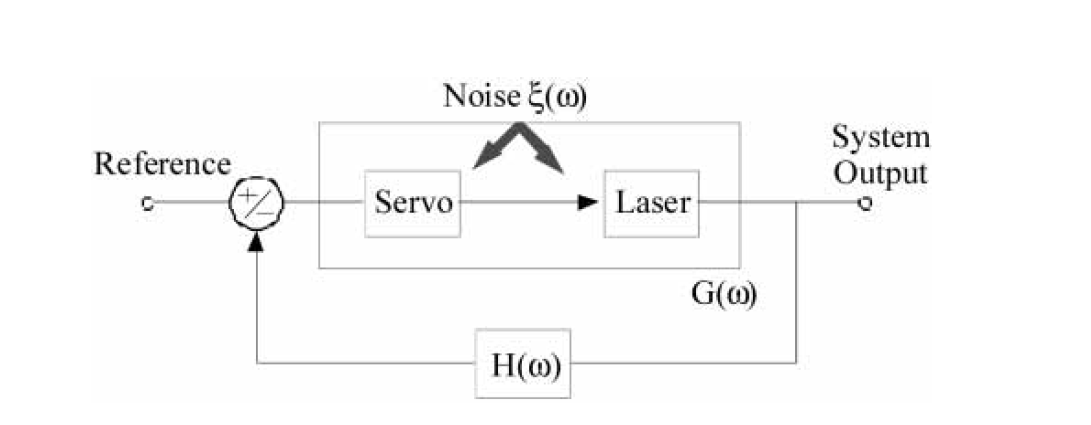 Noise ξ(ω)
System
Output
Reference
+/−
Servo
Laser
G(ω)
H(ω)